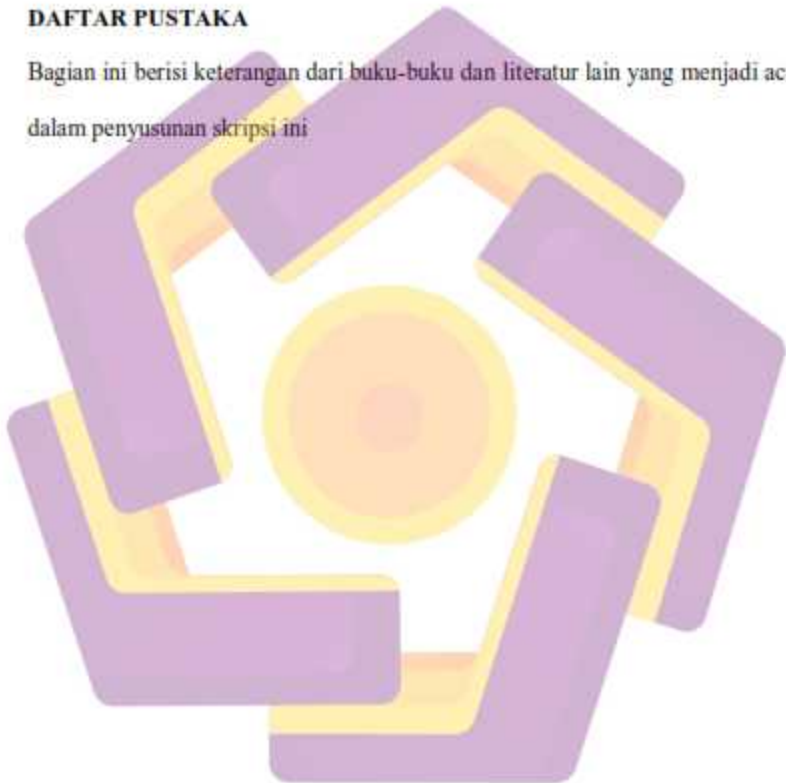 DAFTAR PUSTAKA
Bagian ini berisi keterangan dari buku-buku dan literatur lain yang menjadi ac
dalam penyusunan skripsi ini